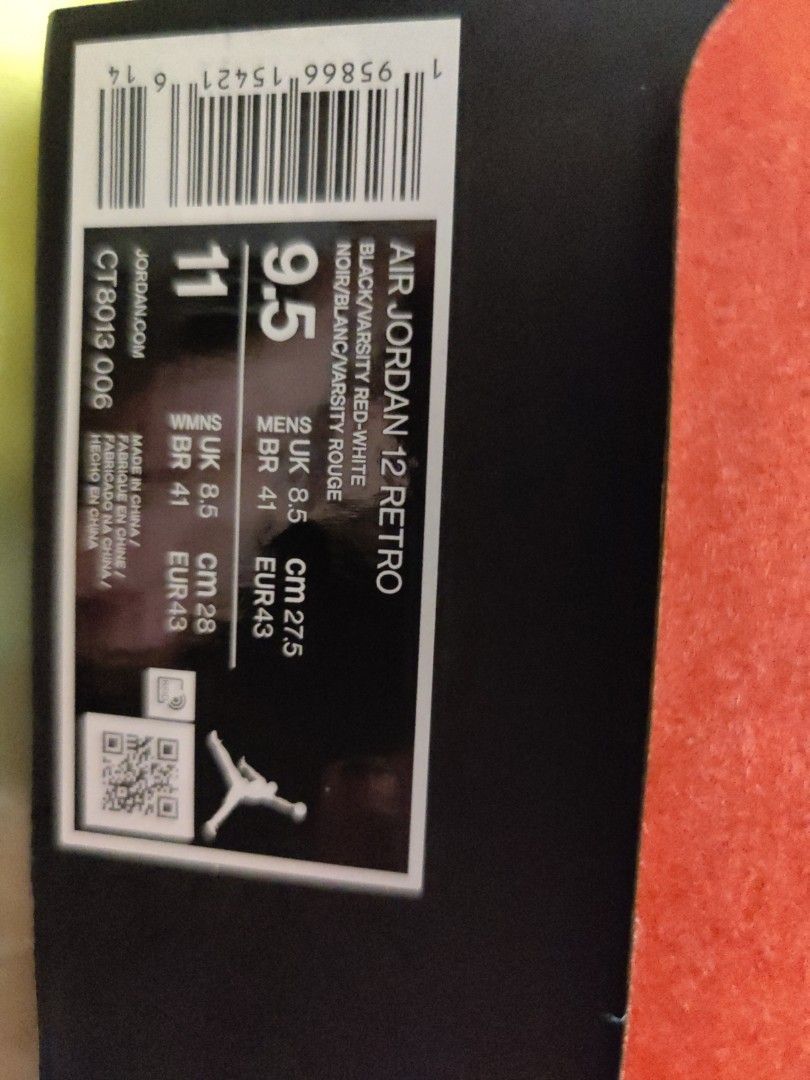 AIR JORDAN 12 RETRO
BLACK/VARSITY RED-WHITE
NOIR/BLANC/VARSITY ROUGE
9.5 MENS UK 8.5 cm 27,5
BR 41 EUR43
11 WMNS UK 8.5 cm 28
BR 41 EUR43
JORDAN.COM
CT8013 006
MADE IN CHINA /
FABRIQUE EN CHINE /
FABRICADO NA CHINA /
HECHO EN CHINA
1 95866 15421 6 14